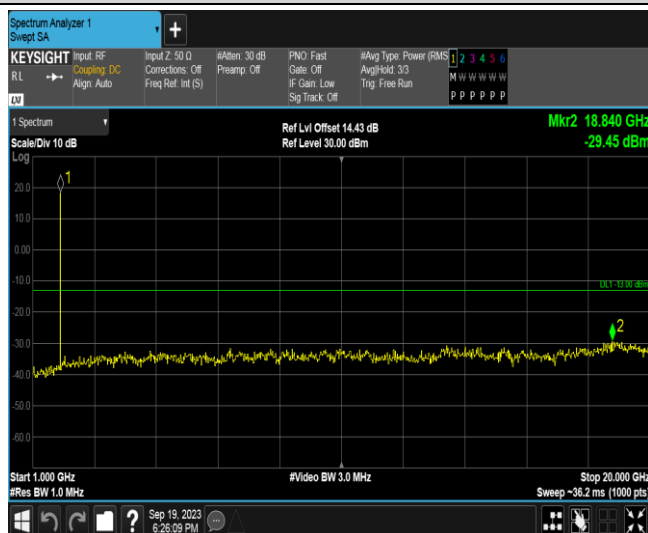 Spectrum Analyzer 1
Swept SA
+
KEYSIGHT
RL
LXI
Input: RF
Coupling: DC
Align: Auto
Input Z: 50 Ω
Corrections: Off
Freq Ref: Int (S)
#Atten: 30 dB
Preamp: Off
PNO: Fast
Gate: Off
IF Gain: Low
Sig Track: Off
#Avg Type: Power (RMS
Avg|Hold: 3/3
Trig: Free Run
1 2 3 4 5 6
M W W W W W
P P P P P P
1 Spectrum
Scale/Div 10 dB
Log
Ref Lvl Offset 14.43 dB
Ref Level 30.00 dBm
Mkr2 18.840 GHz
-29.45 dBm
1
20.0
10.0
0.00
-10.0
DL1 -13.00 dBm
-20.0
2
-30.0
-40.0
-50.0
-60.0
Start 1.000 GHz
#Res BW 1.0 MHz
#Video BW 3.0 MHz
Stop 20.000 GHz
Sweep ~36.2 ms (1000 pts)
?
Sep 19, 2023
6:26:09 PM